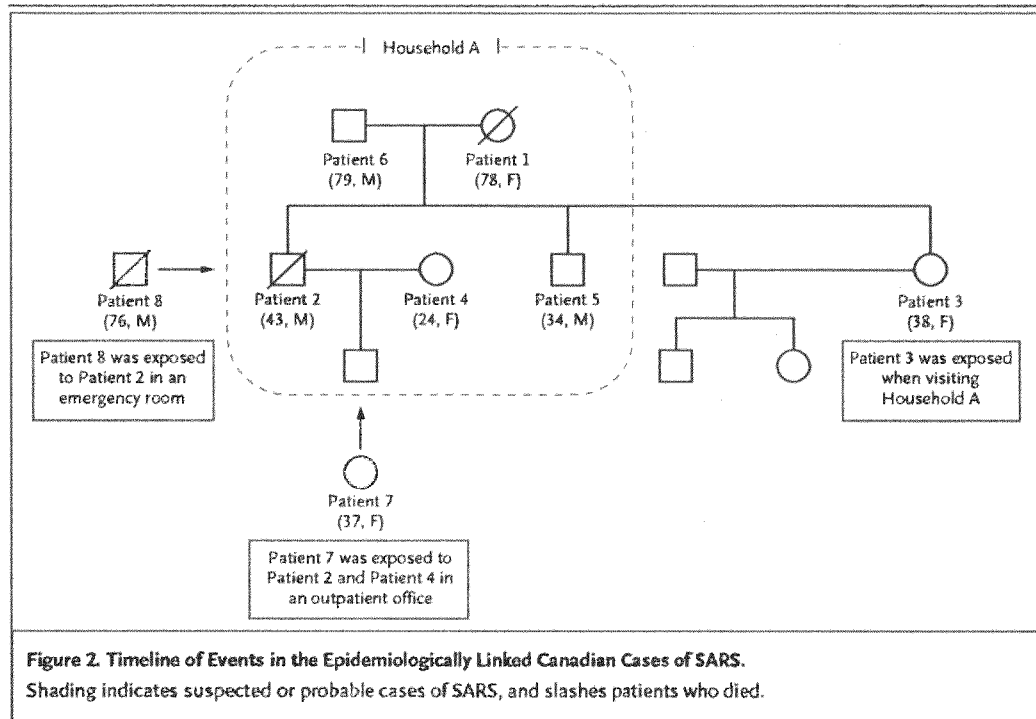 Household A
Patient 6
(79, M)
Patient 1
(78, F)
Patient 8
(76, M)
Patient 2
(43, M)
Patient 4
(24, F)
Patient 5
(34, M)
Patient 3
(38, F)
Patient 8 was exposed
to Patient 2 in an
emergency room
Patient 3 was exposed
when visiting
Household A
Patient 7
(37, F)
Patient 7 was exposed to
Patient 2 and Patient 4 in
an outpatient office
Figure 2. Timeline of Events in the Epidemiologically Linked Canadian Cases of SARS.
Shading indicates suspected or probable cases of SARS, and slashes patients who died.